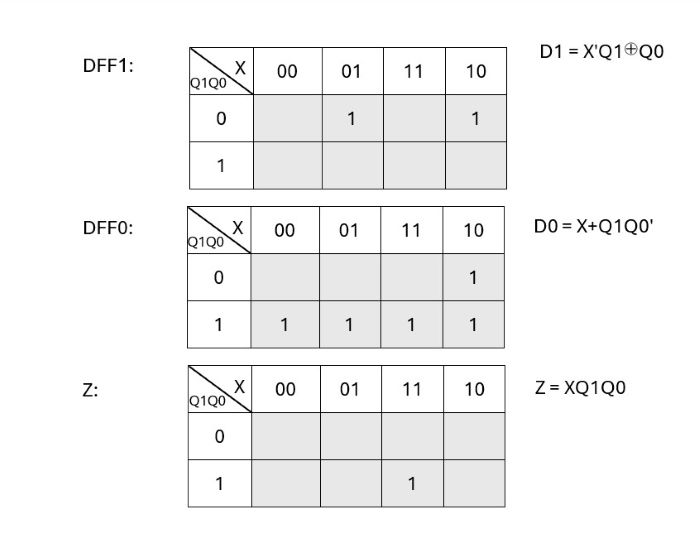 DFF1:
D1 = X'Q1⊕Q0
X 00 01 11 10
Q1Q0
0 1 1
1
DFF0:
D0 = X+Q1Q0'
X 00 01 11 10
Q1Q0
0 1
1 1 1 1 1
Z:
Z = XQ1Q0
X 00 01 11 10
Q1Q0
0
1 1